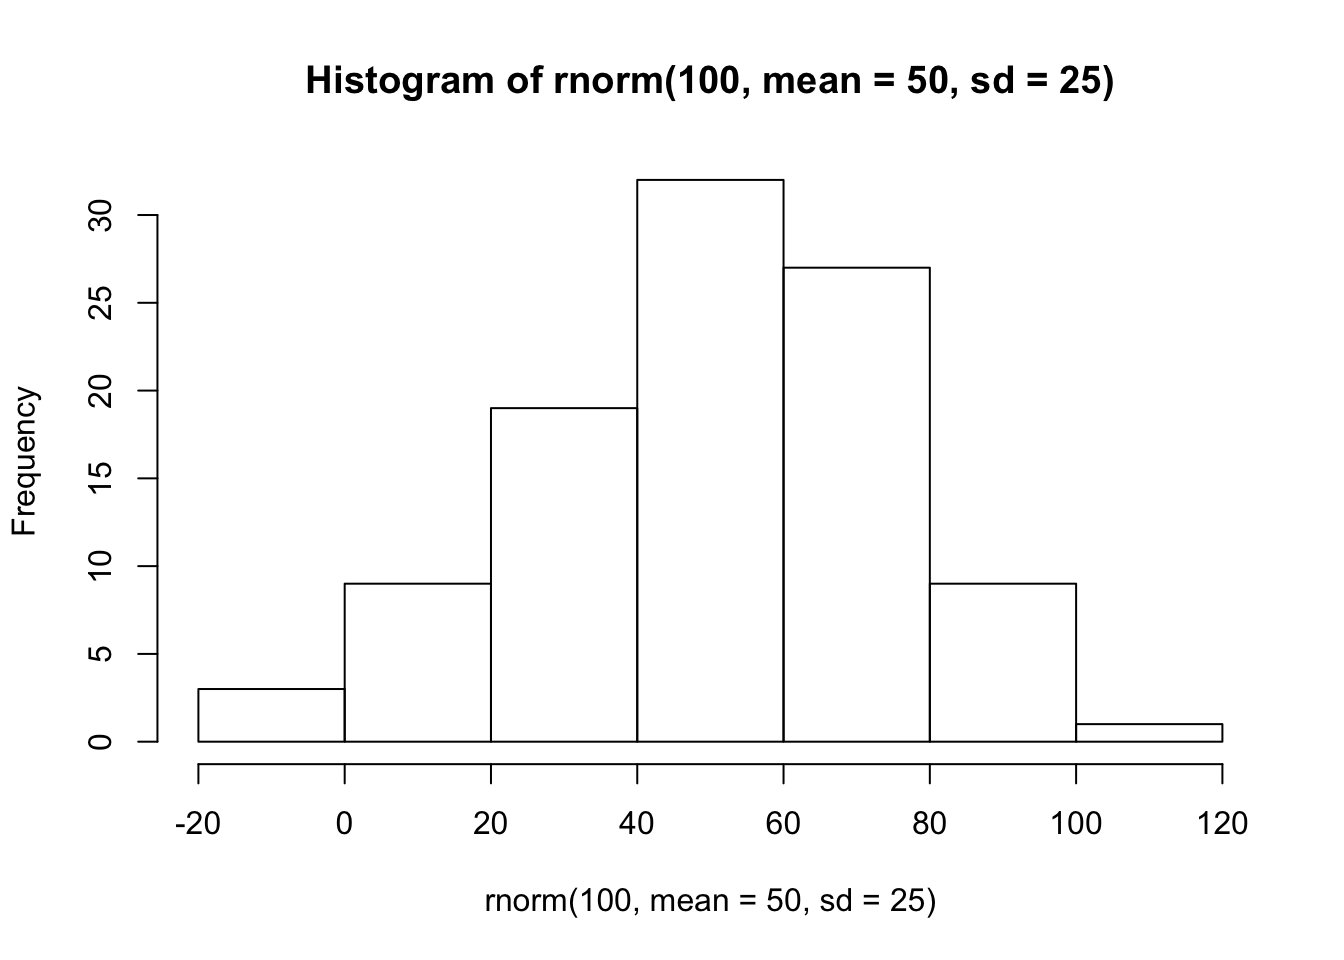 Histogram of rnorm(100, mean = 50, sd = 25)
Frequency
30
25
20
15
10
5
0
-20 0 20 40 60 80 100 120
rnorm(100, mean = 50, sd = 25)